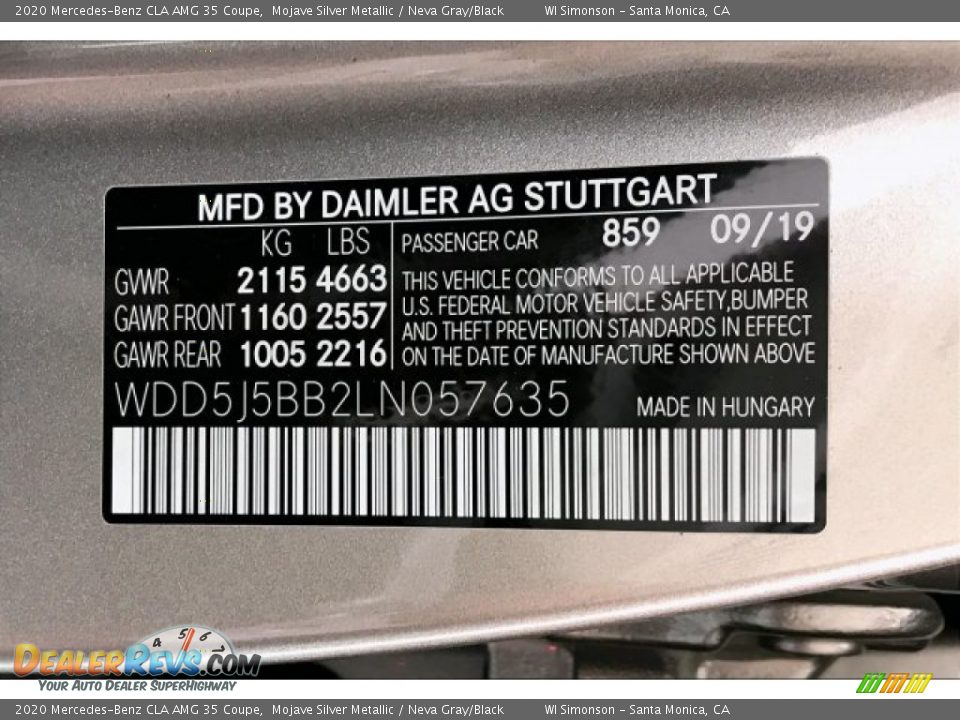 2020 Mercedes-Benz CLA AMG 35 Coupe, Mojave Silver Metallic / Neva Gray/Black WI Simonson - Santa Monica, CA
MFD BY DAIMLER AG STUTTGART
KG LBS
GVWR 2115 4663
GAWR FRONT 1160 2557
GAWR REAR 1005 2216
PASSENGER CAR 859 09/19
THIS VEHICLE CONFORMS TO ALL APPLICABLE
U.S. FEDERAL MOTOR VEHICLE SAFETY,BUMPER
AND THEFT PREVENTION STANDARDS IN EFFECT
ON THE DATE OF MANUFACTURE SHOWN ABOVE
WDD5J5BB2LN057635
MADE IN HUNGARY
4 5 6 7
DealerRevs.com
Your Auto Dealer SuperHighway
2020 Mercedes-Benz CLA AMG 35 Coupe, Mojave Silver Metallic / Neva Gray/Black WI Simonson - Santa Monica, CA